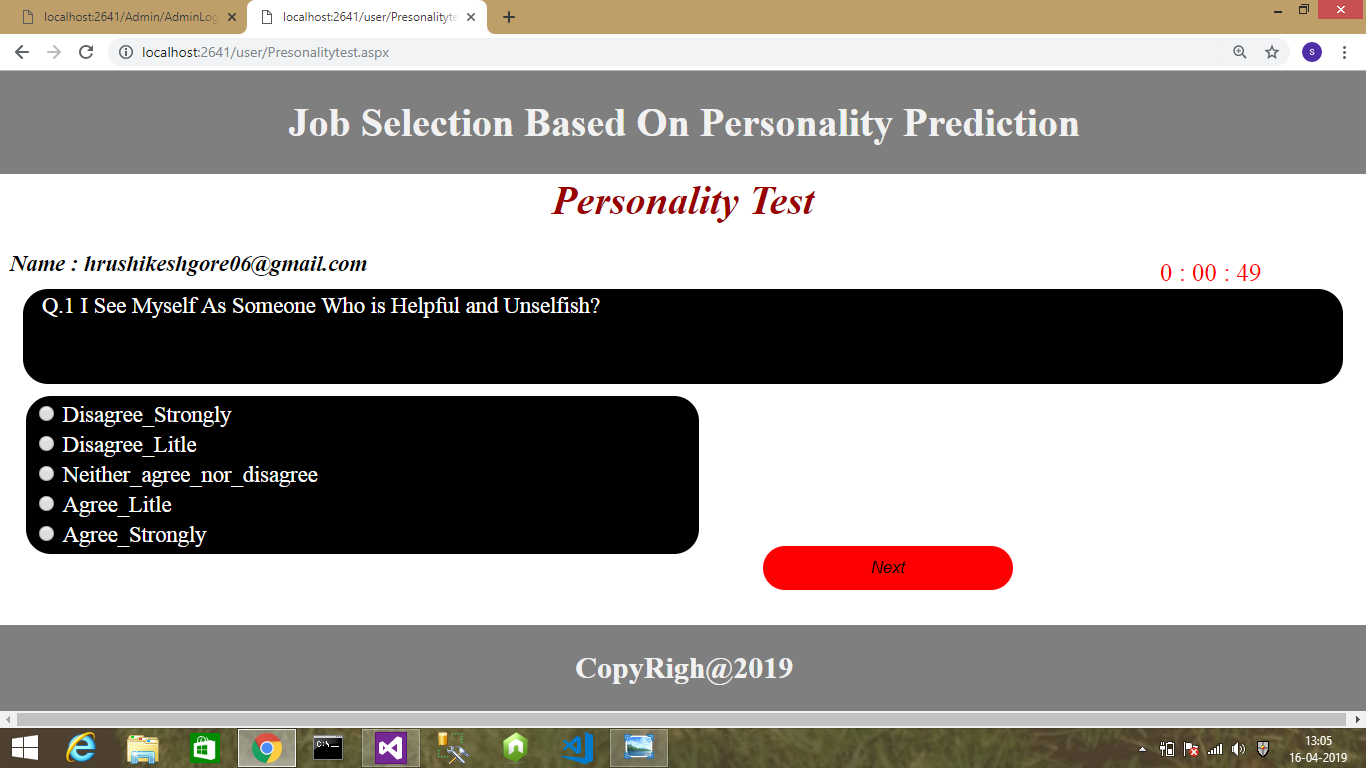 localhost:2641/Admin/AdminLog
localhost:2641/user/Presonalityte
localhost:2641/user/Presonalitytest.aspx
s
Job Selection Based On Personality Prediction
Personality Test
Name : hrushikeshgore06@gmail.com
0 : 00 : 49
Q.1 I See Myself As Someone Who is Helpful and Unselfish?
Disagree_Strongly
Disagree_Litle
Neither_agree_nor_disagree
Agree_Litle
Agree_Strongly
Next
CopyRigh@2019
13:05
16-04-2019